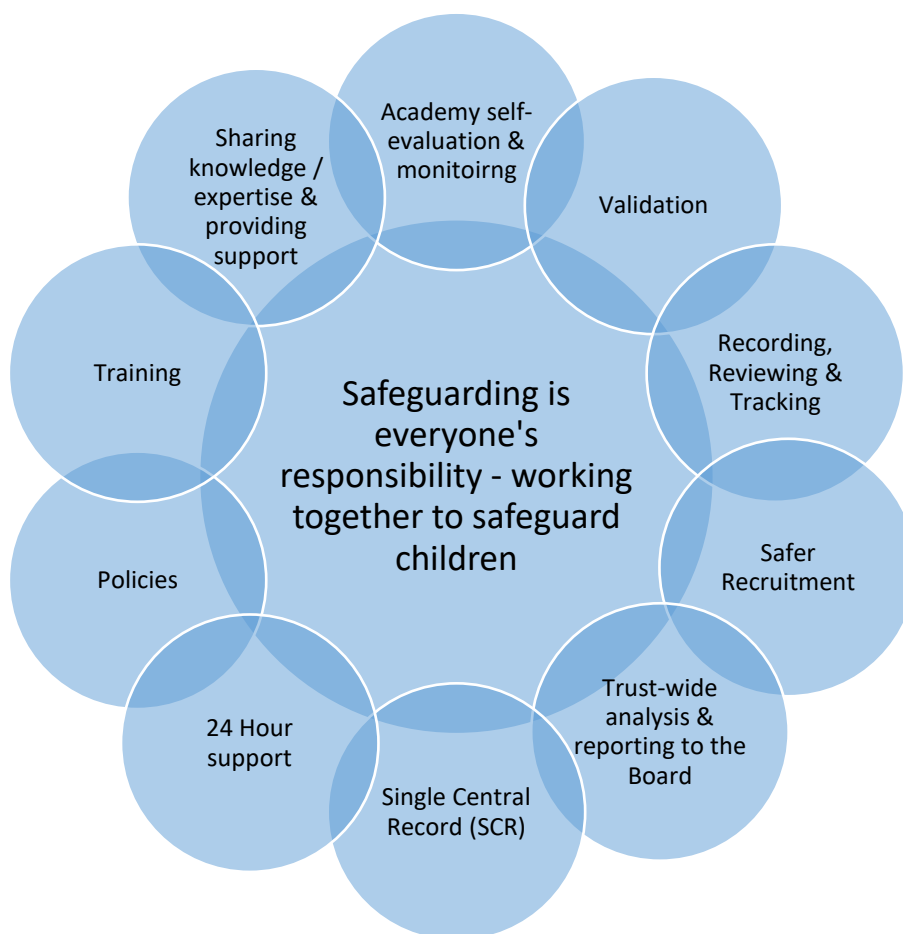 Academy self-
evaluation &
monitoirng
Validation
Recording,
Reviewing &
Tracking
Safer
Recruitment
Trust-wide
analysis &
reporting to the
Board
Single Central
Record (SCR)
24 Hour
support
Policies
Training
Sharing
knowledge /
expertise &
providing
support
Safeguarding is
everyone's
responsibility - working
together to safeguard
children